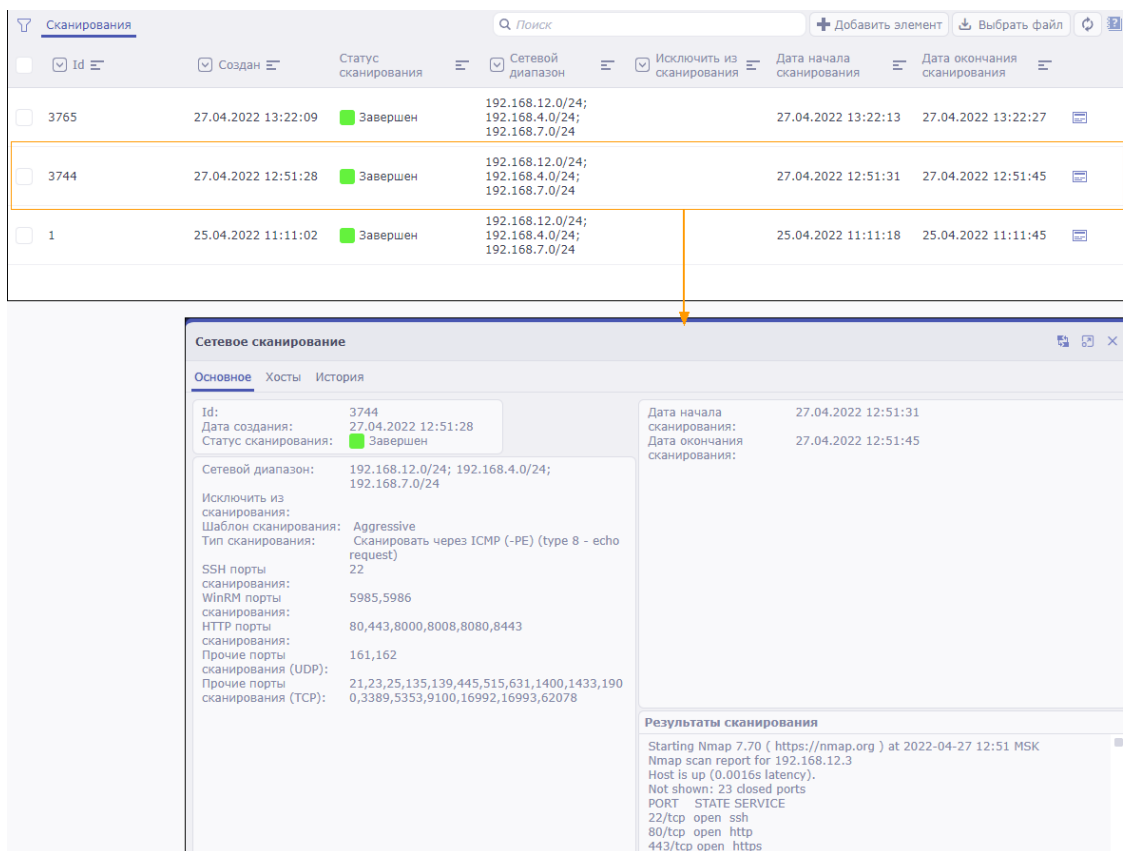 Сканирования
Поиск
Добавить элемент
Выбрать файл
Id
Создан
Статус сканирования
Сетевой диапазон
Исключить из сканирования
Дата начала сканирования
Дата окончания сканирования
3765 27.04.2022 13:22:09 Завершен 192.168.12.0/24; 192.168.4.0/24; 192.168.7.0/24 27.04.2022 13:22:13 27.04.2022 13:22:27
3744 27.04.2022 12:51:28 Завершен 192.168.12.0/24; 192.168.4.0/24; 192.168.7.0/24 27.04.2022 12:51:31 27.04.2022 12:51:45
1 25.04.2022 11:11:02 Завершен 192.168.12.0/24; 192.168.4.0/24; 192.168.7.0/24 25.04.2022 11:11:18 25.04.2022 11:11:45
Сетевое сканирование
Основное Хосты История
Id: 3744
Дата создания: 27.04.2022 12:51:28
Статус сканирования: Завершен
Сетевой диапазон: 192.168.12.0/24; 192.168.4.0/24;
192.168.7.0/24
Исключить из
сканирования:
Шаблон сканирования: Aggressive
Тип сканирования: Сканировать через ICMP (-PE) (type 8 - echo
request)
SSH порты 22
сканирования:
WinRM порты 5985,5986
сканирования:
HTTP порты 80,443,8000,8008,8080,8443
сканирования:
Прочие порты 161,162
сканирования (UDP):
Прочие порты 21,23,25,135,139,445,515,631,1400,1433,190
сканирования (TCP): 0,3389,5353,9100,16992,16993,62078
Дата начала 27.04.2022 12:51:31
сканирования:
Дата окончания 27.04.2022 12:51:45
сканирования:
Результаты сканирования
Starting Nmap 7.70 ( https://nmap.org ) at 2022-04-27 12:51 MSK
Nmap scan report for 192.168.12.3
Host is up (0.0016s latency).
Not shown: 23 closed ports
PORT STATE SERVICE
22/tcp open ssh
80/tcp open http
443/tcp open https